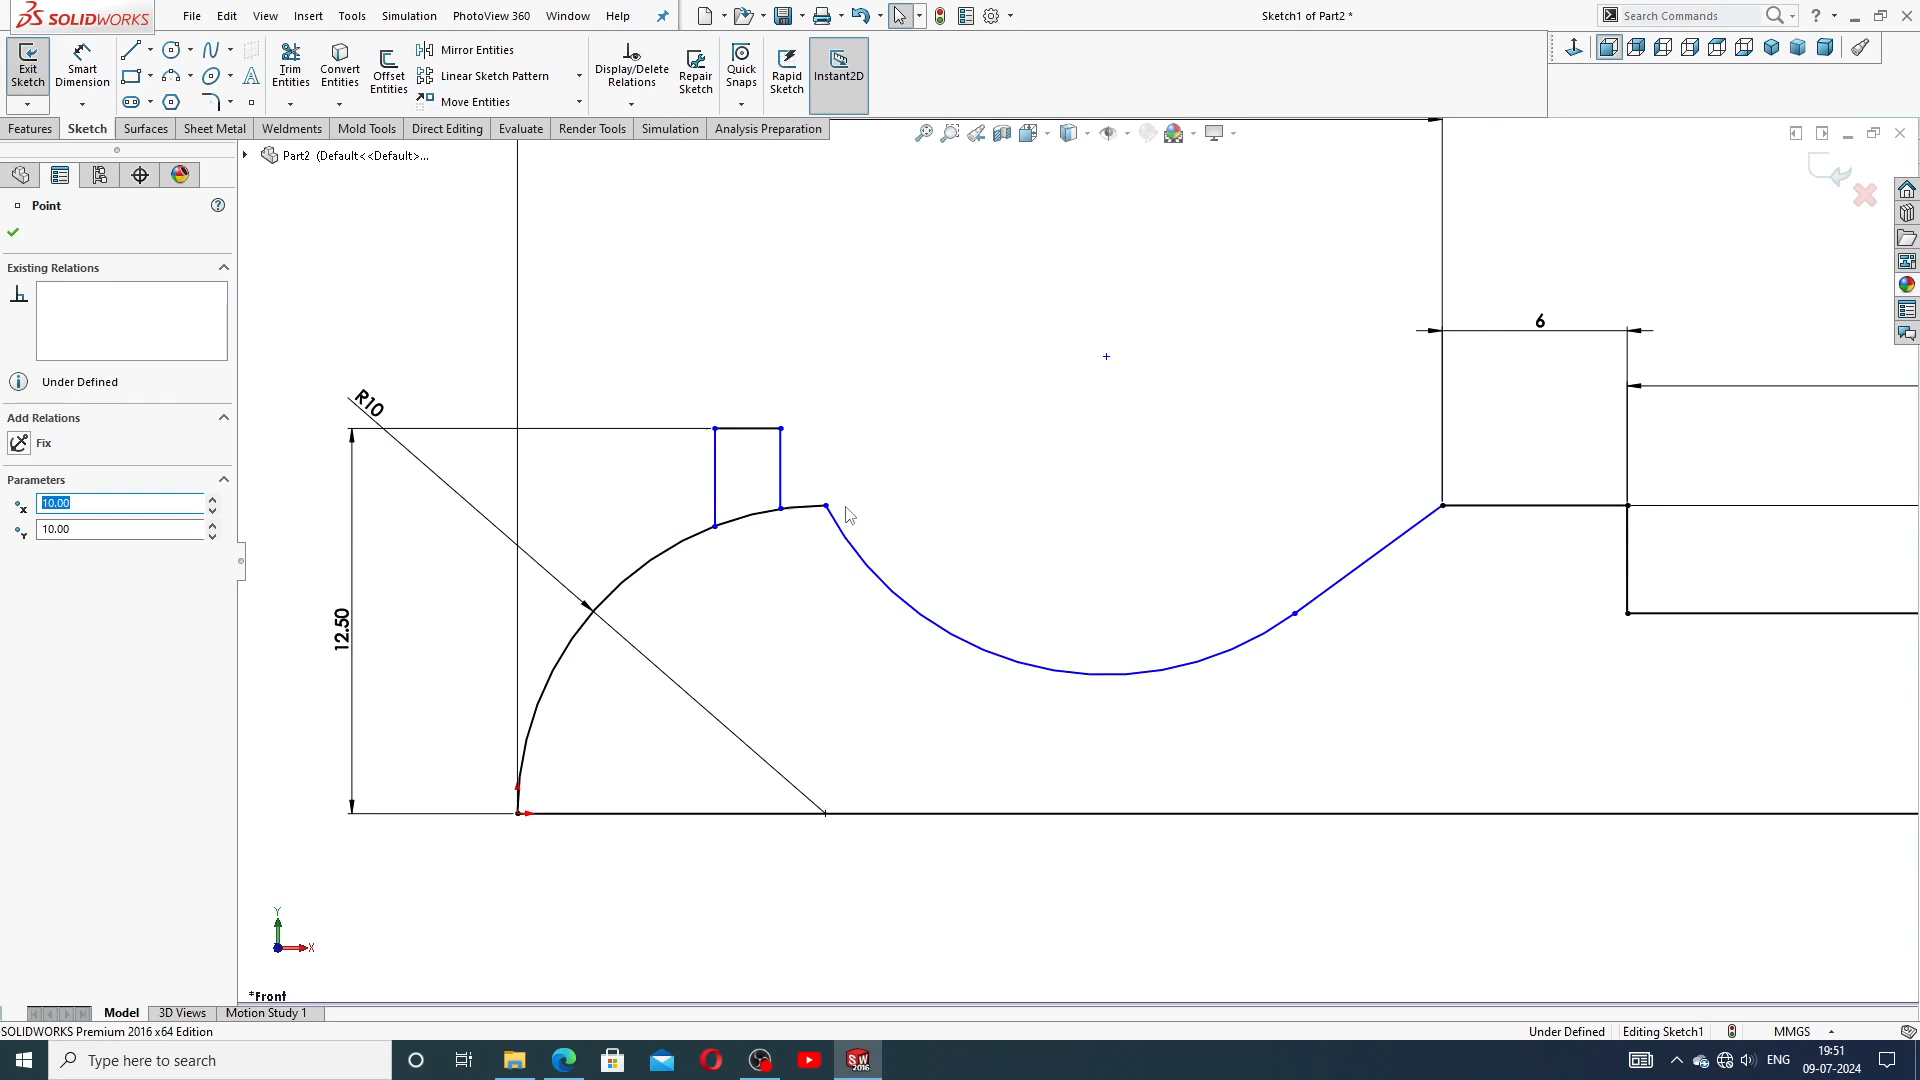 SOLIDWORKS
File Edit View Insert Tools Simulation PhotoView 360 Window Help
Sketch1 of Part2 *
Search Commands
Exit Sketch
Smart Dimension
Trim Entities
Convert Entities
Offset Entities
Mirror Entities
Linear Sketch Pattern
Move Entities
Display/Delete Relations
Repair Sketch
Quick Snaps
Rapid Sketch
Instant2D
Features Sketch Surfaces Sheet Metal Weldments Mold Tools Direct Editing Evaluate Render Tools Simulation Analysis Preparation
Part2 (Default<<Default>...
Point
Existing Relations
Under Defined
Add Relations
Fix
Parameters
X 10.00
Y 10.00
R10
12.50
6
Y
X
*Front
Model 3D Views Motion Study 1
SOLIDWORKS Premium 2016 x64 Edition
Under Defined Editing Sketch1 MMGS
Type here to search
SW 2016
ENG
19:51
09-07-2024